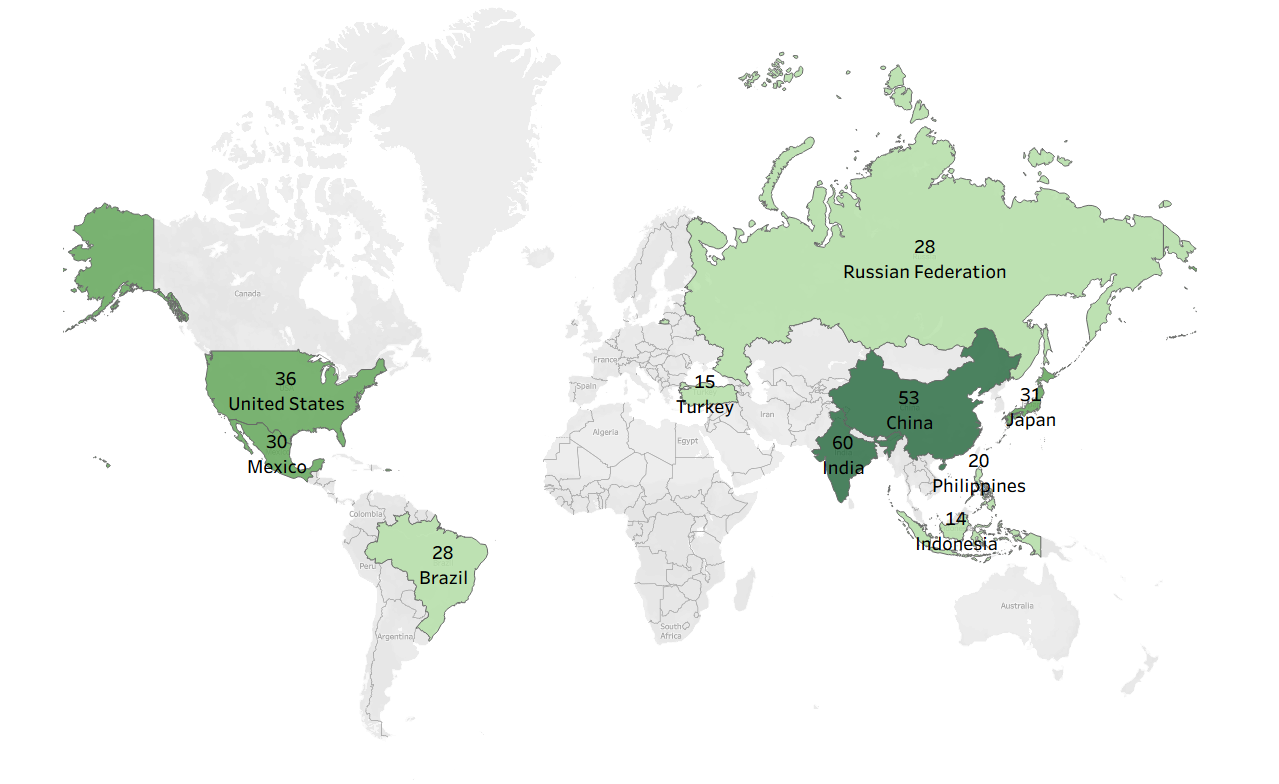 Canada
28
Russian Federation
France
Spain
36
United States
15
Turkey
Iran
53
China
31
Japan
30
Mexico
Algeria
Egypt
60
India
20
Philippines
Colombia
14
Indonesia
28
Brazil
Peru
Australia
Argentina
South
Africa